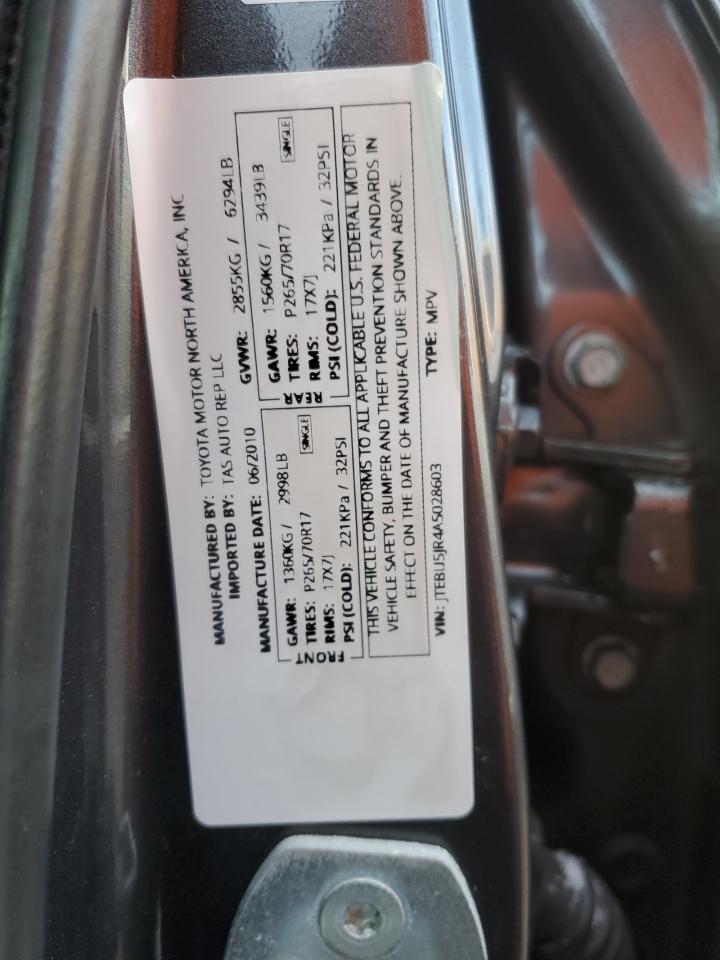 MANUFACTURED BY: TOYOTA MOTOR NORTH AMERICA, INC
IMPORTED BY: TAS AUTO REP LLC
MANUFACTURE DATE: 06/2010 GVWR: 2855KG / 6294LB
FRONT
GAWR: 1360KG / 2998LB
TIRES: P265/70R17 SINGLE
RIMS: 17X7J
PSI (COLD): 221KPa / 32PSI
REAR
GAWR: 1560KG / 3439LB
TIRES: P265/70R17 SINGLE
RIMS: 17X7J
PSI (COLD): 221KPa / 32PSI
THIS VEHICLE CONFORMS TO ALL APPLICABLE U.S. FEDERAL MOTOR
VEHICLE SAFETY, BUMPER AND THEFT PREVENTION STANDARDS IN
EFFECT ON THE DATE OF MANUFACTURE SHOWN ABOVE.
VIN: JTEBU5JR4A5028603 TYPE: MPV